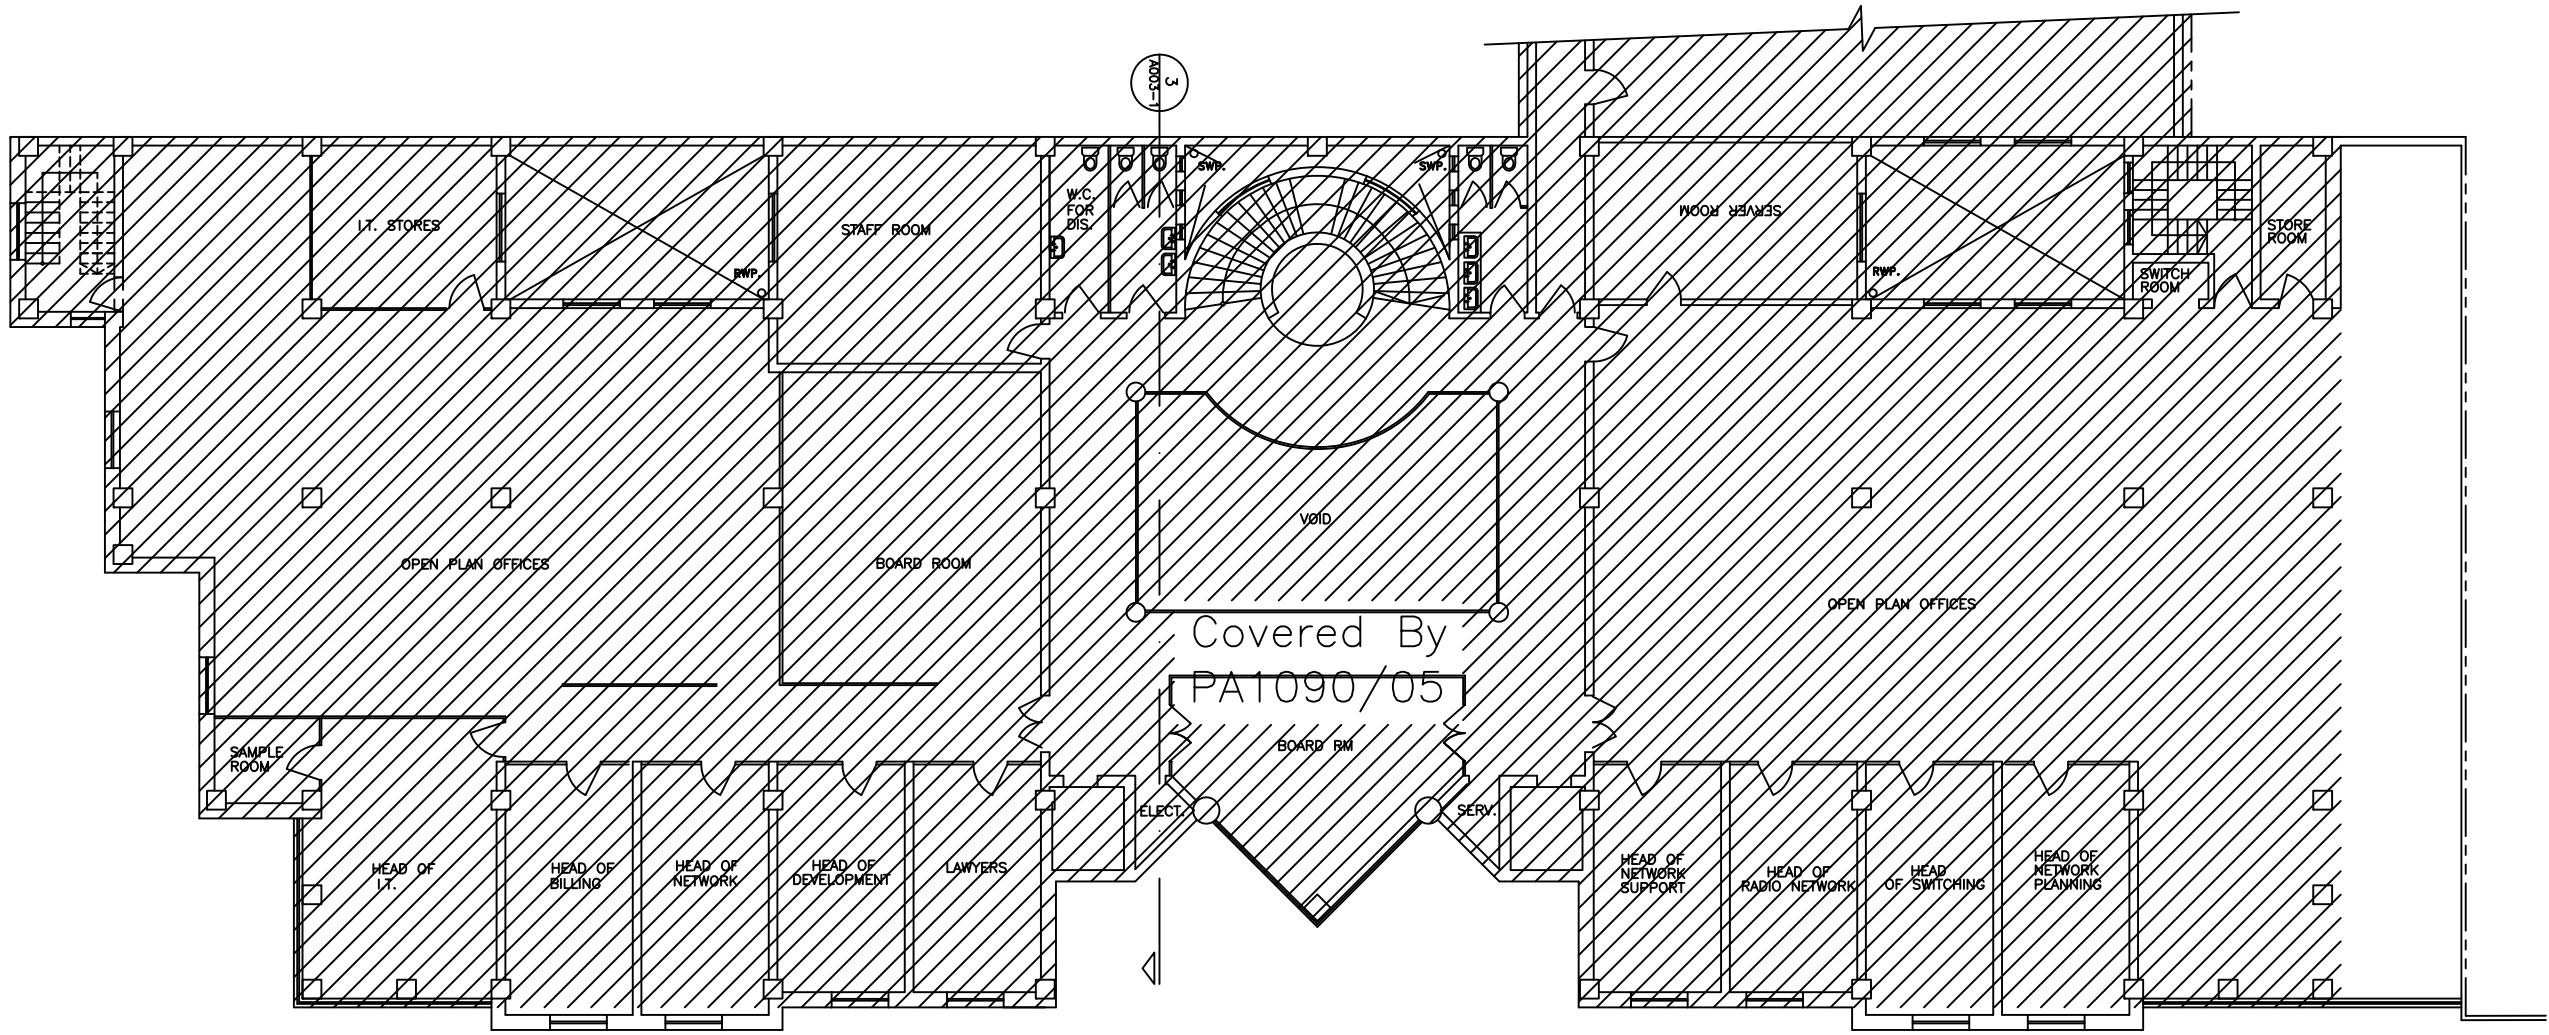 3
A003-1
SWP.
SWP.
W.C.
FOR
DIS.
I.T. STORES
STAFF ROOM
SERVER ROOM
STORE
ROOM
RWP.
RWP.
SWITCH
ROOM
VOID
OPEN PLAN OFFICES
BOARD ROOM
OPEN PLAN OFFICES
Covered By
PA1090/05
SAMPLE
ROOM
BOARD RM
ELECT.
SERV.
HEAD OF
I.T.
HEAD OF
BILLING
HEAD OF
NETWORK
HEAD OF
DEVELOPMENT
LAWYERS
HEAD OF
NETWORK
SUPPORT
HEAD OF
RADIO NETWORK
HEAD
OF SWITCHING
HEAD OF
NETWORK
PLANNING